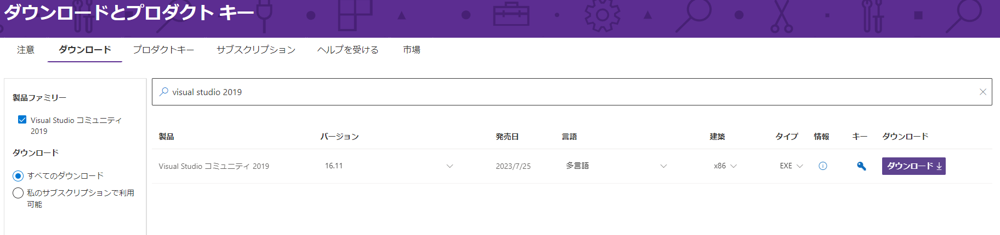 ダウンロードとプロダクト キー
注意 ダウンロード プロダクトキー サブスクリプション ヘルプを受ける 市場
製品ファミリー
Visual Studio コミュニティ
2019
ダウンロード
すべてのダウンロード
私のサブスクリプションで利用
可能
visual studio 2019
製品 バージョン 発売日 言語 建築 タイプ 情報 キー ダウンロード
Visual Studio コミュニティ 2019 16.11 2023/7/25 多言語 x86 EXE ダウンロード